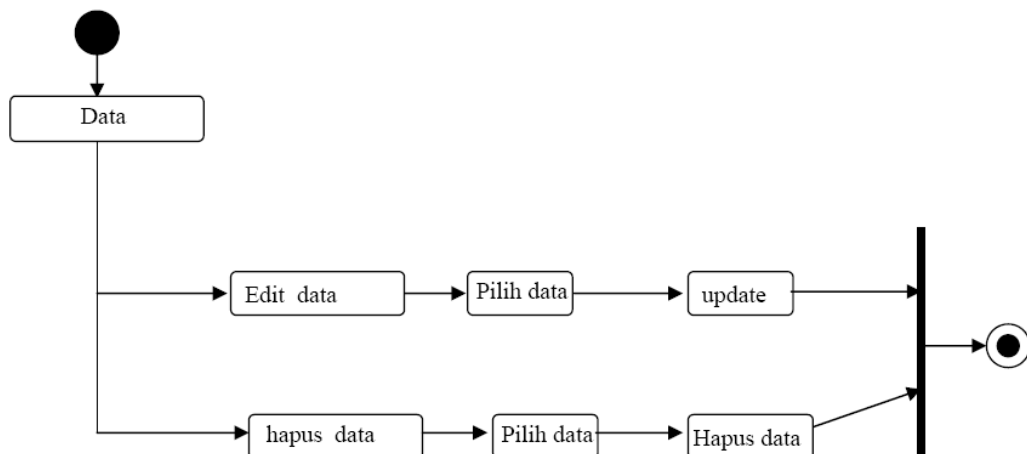 Data
Edit data
Pilih data
update
hapus data
Pilih data
Hapus data